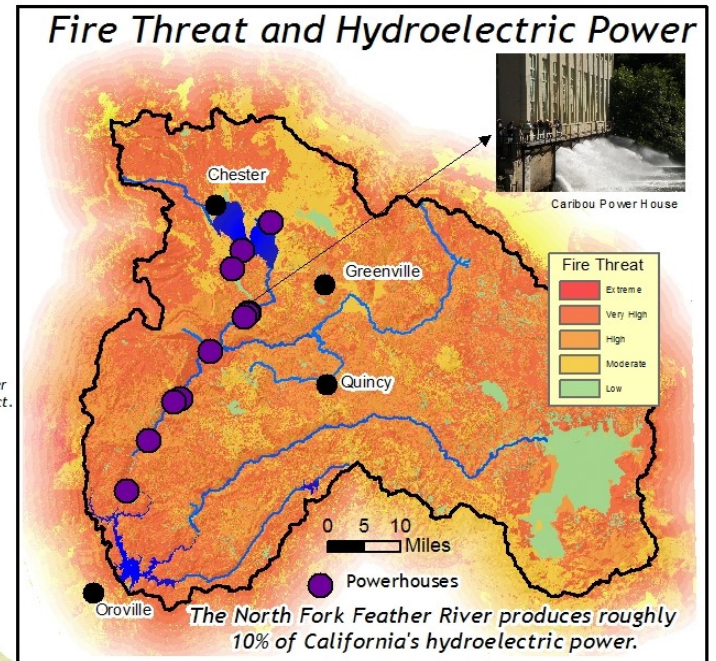 Fire Threat and Hydroelectric Power
Caribou Power House
Chester
Greenville
Fire Threat
Extreme
Very High
High
Moderate
Low
Quincy
0 5 10
Miles
Powerhouses
Oroville
The North Fork Feather River produces roughly
10% of California's hydroelectric power.